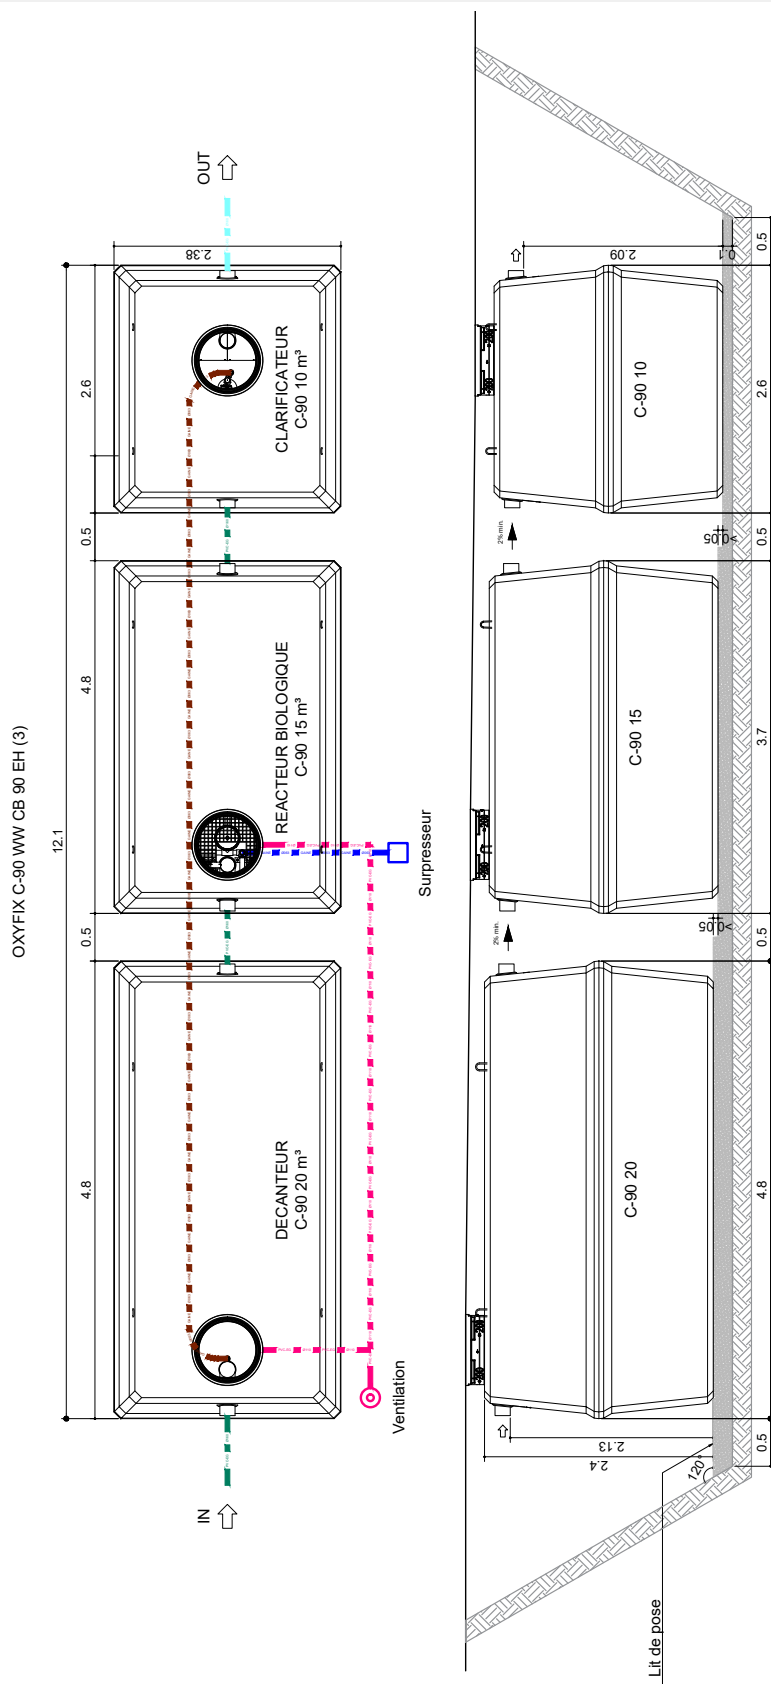 OXYFIX C-90 WW CB 90 EH (3)
12.1
4.8
0.5
4.8
0.5
2.6
2.38
IN
OUT
DECANTEUR
C-90 20 m³
REACTEUR BIOLOGIQUE
C-90 15 m³
CLARIFICATEUR
C-90 10 m³
Ventilation
Surpresseur
2% min.
2% min.
C-90 20
C-90 15
C-90 10
2.4
2.13
2.09
0.1
>0.05
>0.05
120°
Lit de pose
0.5
4.8
0.5
3.7
0.5
2.6
0.5